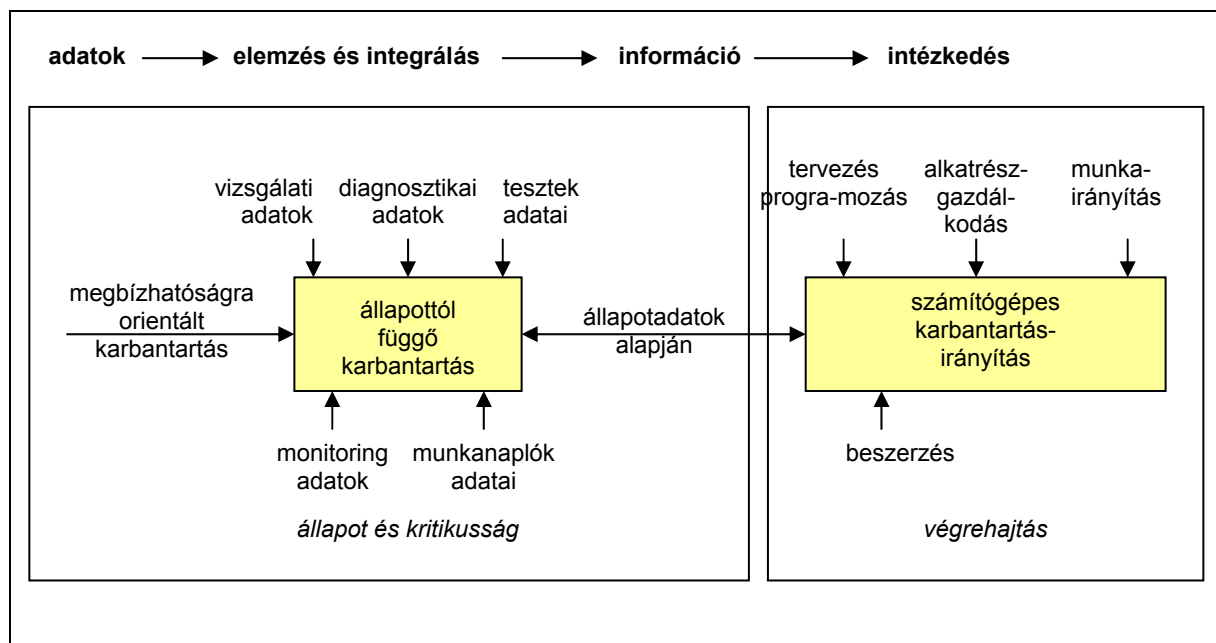 adatok elemzés és integrálás információ intézkedés
vizsgálati
adatok
diagnosztikai
adatok
tesztek
adatai
megbízhatóságra
orientált
karbantartás
állapottól
függő
karbantartás
állapotadatok
alapján
monitoring
adatok
munkanaplók
adatai
állapot és kritikusság
tervezés
progra-mozás
alkatrész-
gazdál-
kodás
munka-
irányítás
számítógépes
karbantartás-
irányítás
beszerzés
végrehajtás